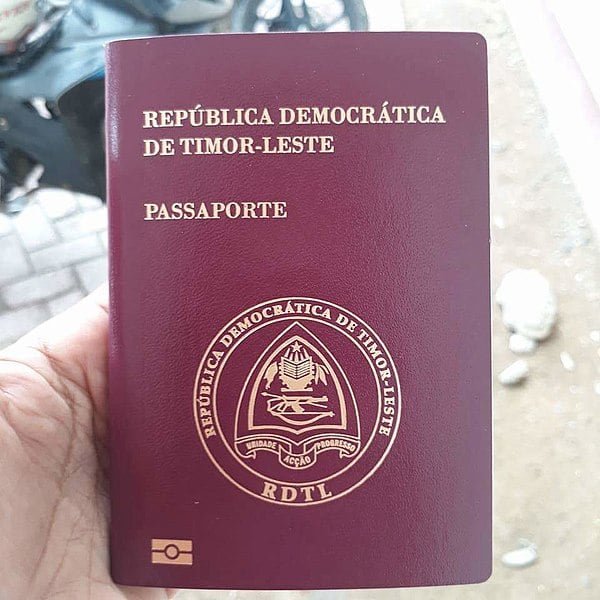 REPÚBLICA DEMOCRÁTICA
DE TIMOR-LESTE
PASSAPORTE
REPÚBLICA DEMOCRÁTICA DE TIMOR-LESTE
UNIDADE
ACÇÃO
PROGRESSO
RDTL